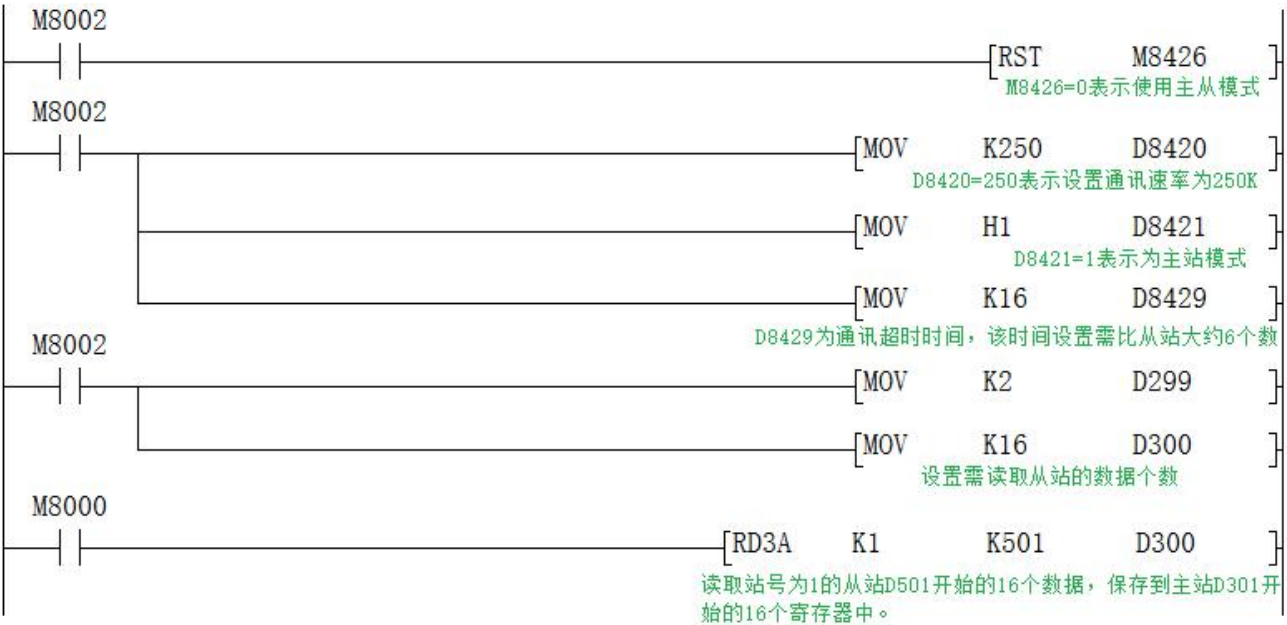 M8002
[RST M8426 ]
M8426=0表示使用主从模式
M8002
[MOV K250 D8420 ]
D8420=250表示设置通讯速率为250K
[MOV H1 D8421 ]
D8421=1表示为主站模式
[MOV K16 D8429 ]
D8429为通讯超时时间，该时间设置需比从站大约6个数
M8002
[MOV K2 D299 ]
[MOV K16 D300 ]
设置需读取从站的数据个数
M8000
[RD3A K1 K501 D300 ]
读取站号为1的从站D501开始的16个数据，保存到主站D301开
始的16个寄存器中。